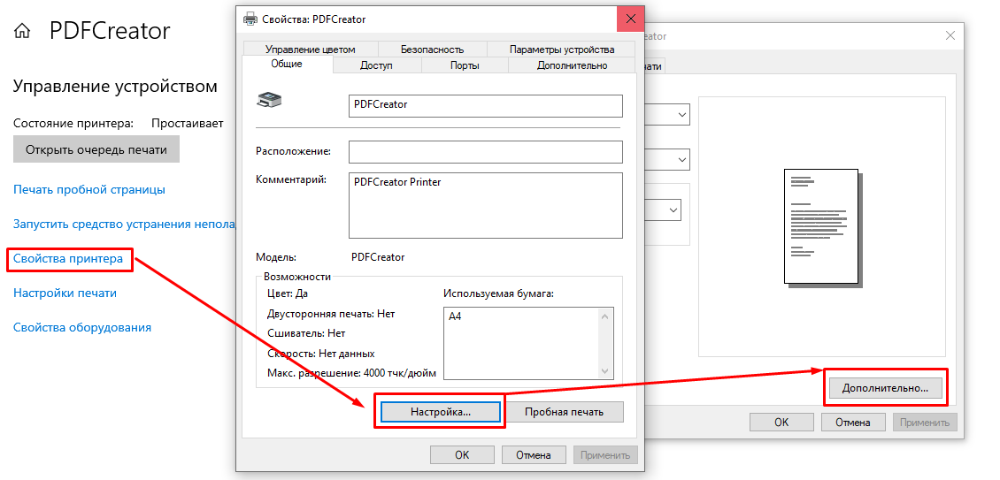 PDFCreator
Управление устройством
Состояние принтера: Простаивает
Открыть очередь печати
Печать пробной страницы
Запустить средство устранения непола
Свойства принтера
Настройки печати
Свойства оборудования
Свойства: PDFCreator
Управление цветом Безопасность Параметры устройства
Общие Доступ Порты Дополнительно
PDFCreator
Расположение:
Комментарий: PDFCreator Printer
Модель: PDFCreator
Возможности
Цвет: Да
Двусторонняя печать: Нет
Сшиватель: Нет
Скорость: Нет данных
Макс. разрешение: 4000 тчк/дюйм
Используемая бумага:
A4
Настройка... Пробная печать
OK Отмена Применить
eator
чати
Дополнительно...
OK Отмена Применить